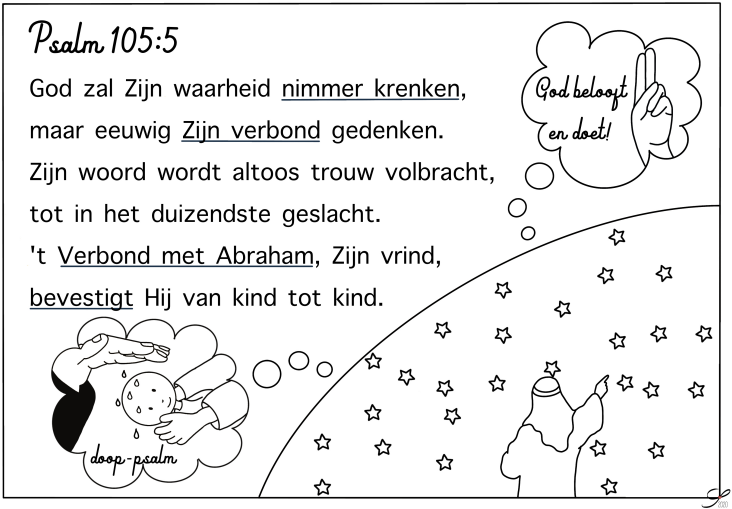 Psalm 105:5
God zal Zijn waarheid nimmer krenken,
maar eeuwig Zijn verbond gedenken.
Zijn woord wordt altoos trouw volbracht,
tot in het duizendste geslacht.
't Verbond met Abraham, Zijn vrind,
bevestigt Hij van kind tot kind.
God belooft
en doet!
doop-psalm
2020